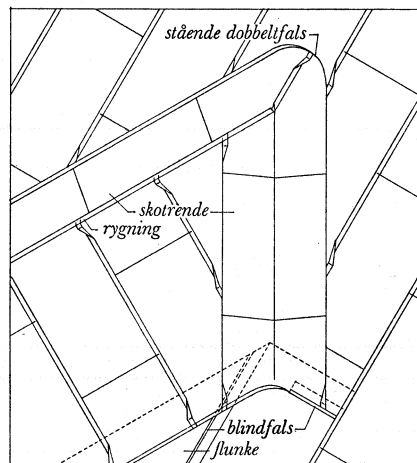 stående dobbeltfals
skotrende
rygning
blindfals
flunke